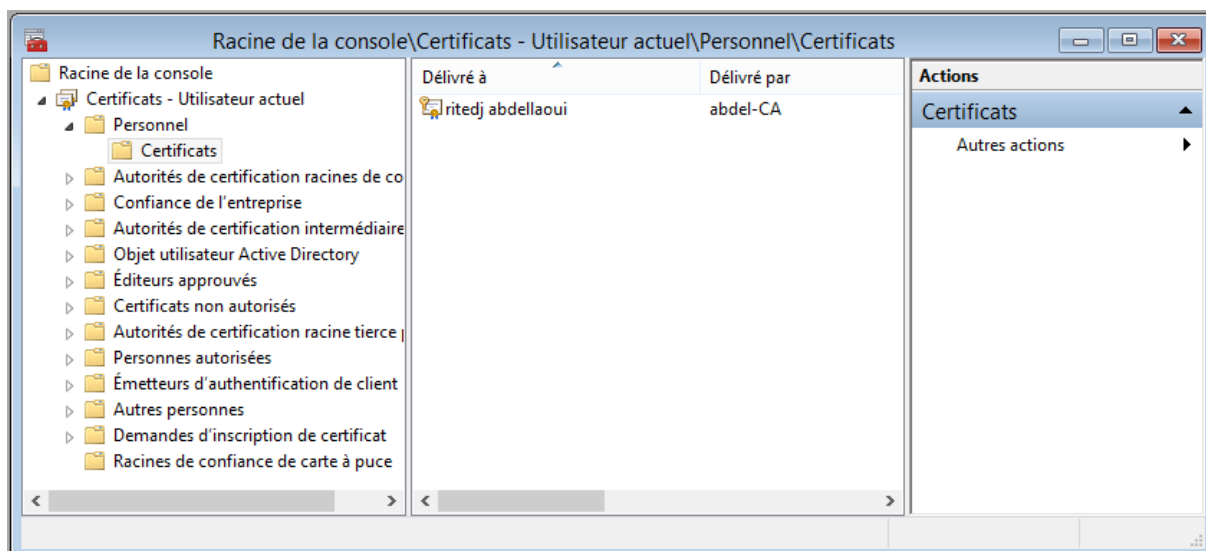 Racine de la console\Certificats - Utilisateur actuel\Personnel\Certificats
Racine de la console
Certificats - Utilisateur actuel
Personnel
Certificats
Autorités de certification racines de co
Confiance de l'entreprise
Autorités de certification intermédiaire
Objet utilisateur Active Directory
Éditeurs approuvés
Certificats non autorisés
Autorités de certification racine tierce
Personnes autorisées
Émetteurs d'authentification de client
Autres personnes
Demandes d'inscription de certificat
Racines de confiance de carte à puce
Délivré à Délivré par
ritedj abdellaoui abdel-CA
Actions
Certificats
Autres actions